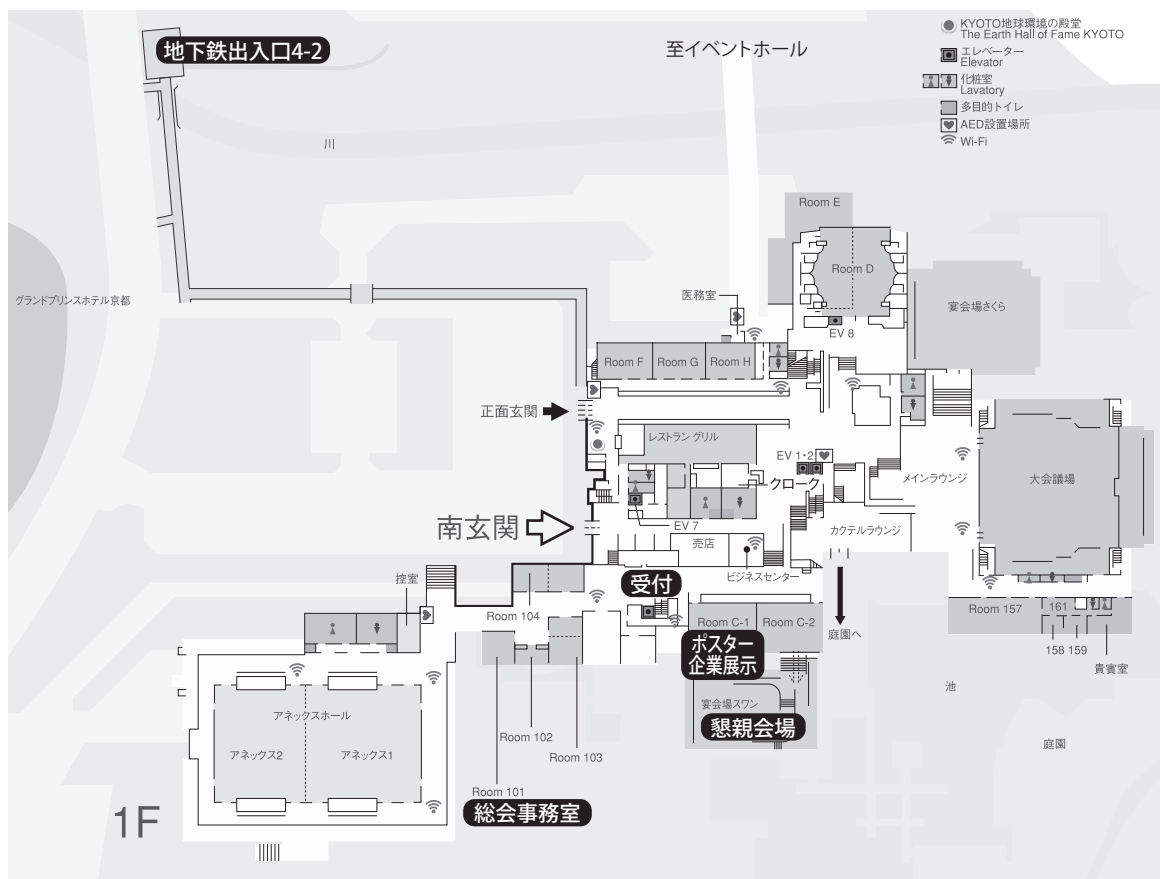 地下鉄出入口4-2
至イベントホール
KYOTO地球環境の殿堂
The Earth Hall of Fame KYOTO
エレベーター
Elevator
化粧室
Lavatory
多目的トイレ
AED設置場所
Wi-Fi
川
Room E
Room D
グランドプリンスホテル京都
医務室
宴会場さくら
EV 8
Room F
Room G
Room H
正面玄関
レストラン グリル
EV 1・2
クローク
メインラウンジ
大会議場
南玄関
EV 7
売店
カクテルラウンジ
ビジネスセンター
控室
受付
Room 104
Room C-1
Room C-2
庭園へ
Room 157
161
158
159
貴賓室
ポスター
企業展示
池
宴会場スワン
懇親会場
庭園
アネックスホール
アネックス2
アネックス1
Room 102
Room 103
Room 101
総会事務室
1F